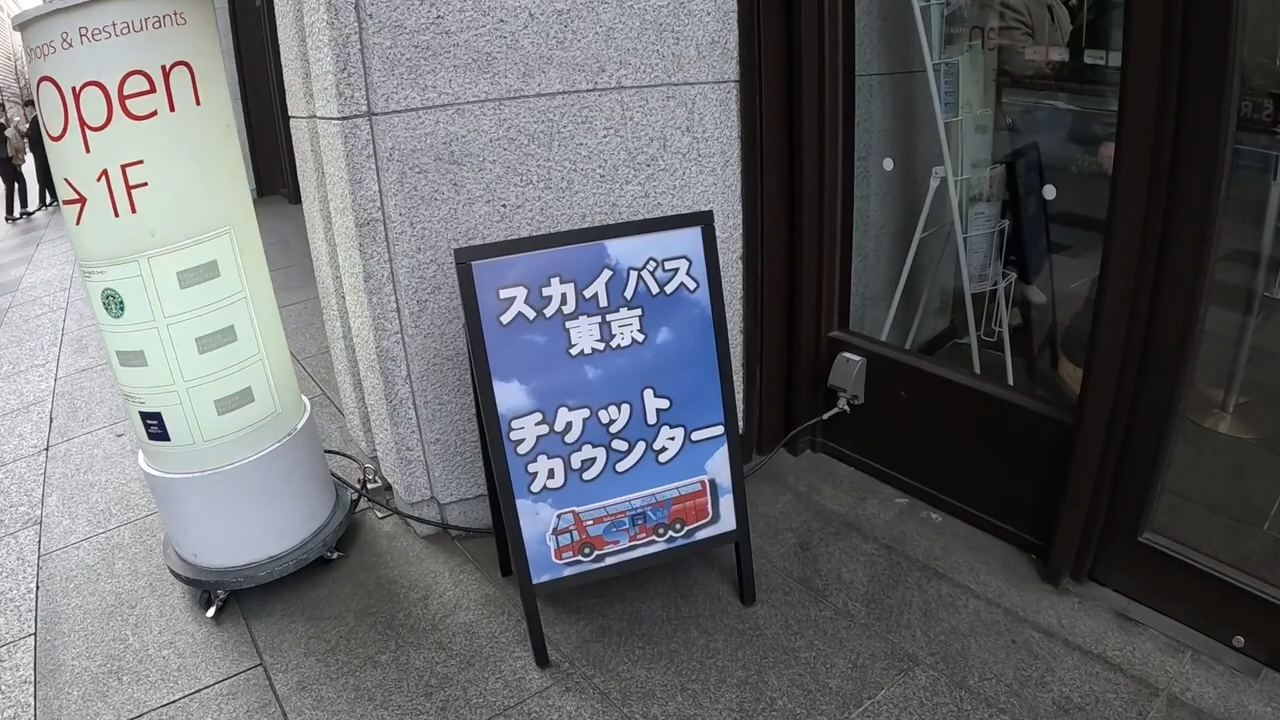 Shops & Restaurants
Open
→1F
スカイバス
東京
チケット
カウンター
SKY